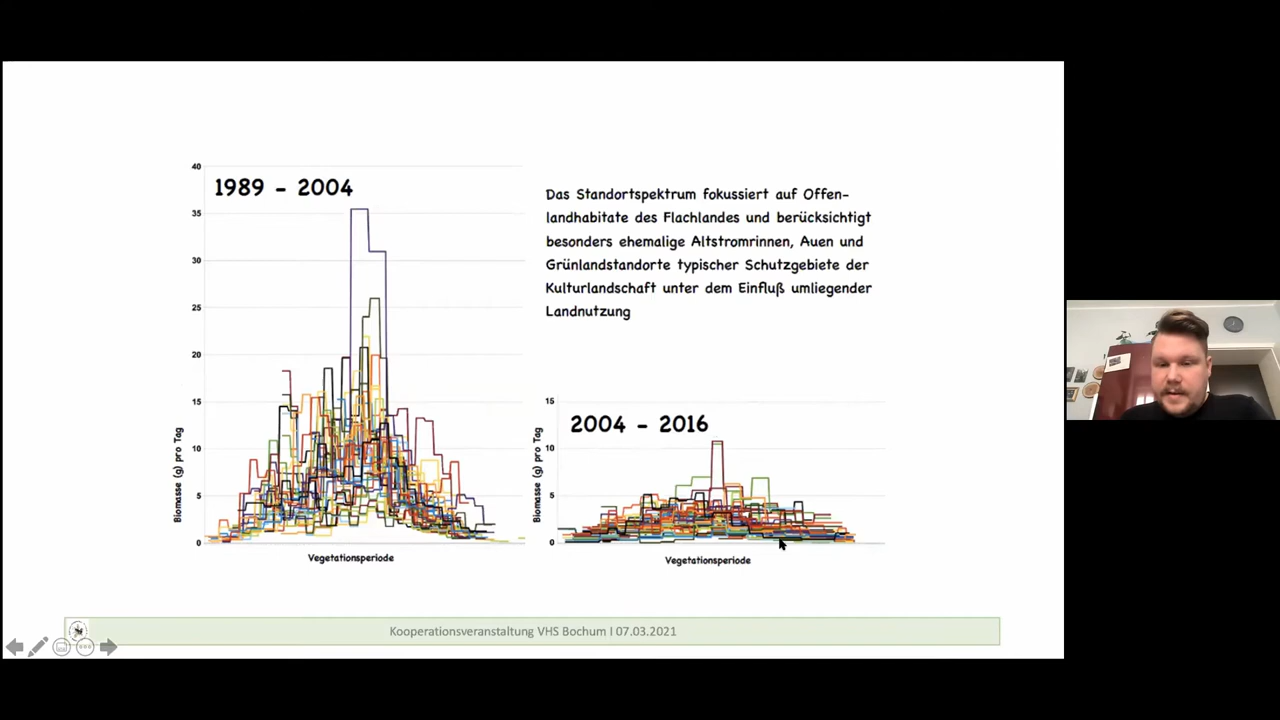 40
1989 - 2004
35
30
25
20
15
10
5
0
Biomasse (g) pro Tag
Vegetationsperiode
Das Standortspektrum fokussiert auf Offen-
landhabitate des Flachlandes und berücksichtigt
besonders ehemalige Altstromrinnen, Auen und
Grünlandstandorte typischer Schutzgebiete der
Kulturlandschaft unter dem Einfluß umliegender
Landnutzung
15
2004 - 2016
10
5
0
Biomasse (g) pro Tag
Vegetationsperiode
Kooperationsveranstaltung VHS Bochum I 07.03.2021